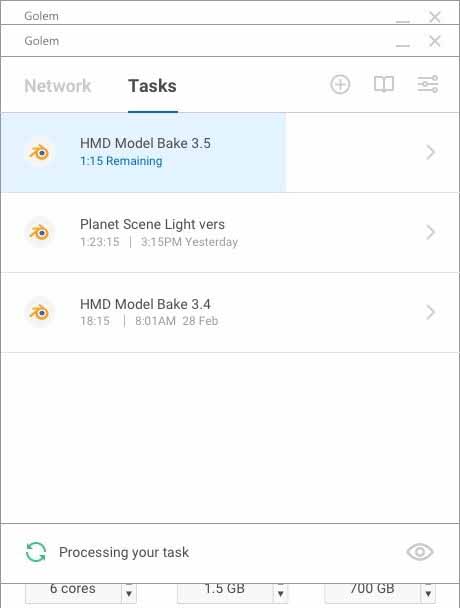 Golem
Golem
Network Tasks
HMD Model Bake 3.5
1:15 Remaining
Planet Scene Light vers
1:23:15 | 3:15PM Yesterday
HMD Model Bake 3.4
18:15 | 8:01AM 28 Feb
Processing your task
6 cores 1.5 GB 700 GB